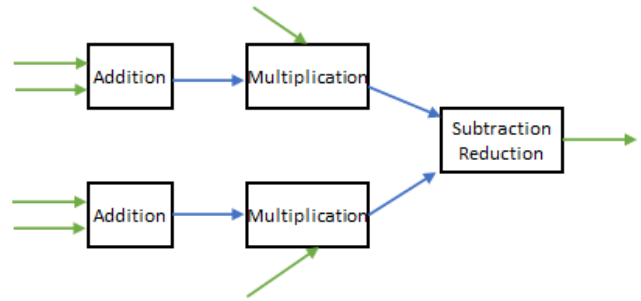 Addition
Multiplication
Subtraction
Reduction
Addition
Multiplication